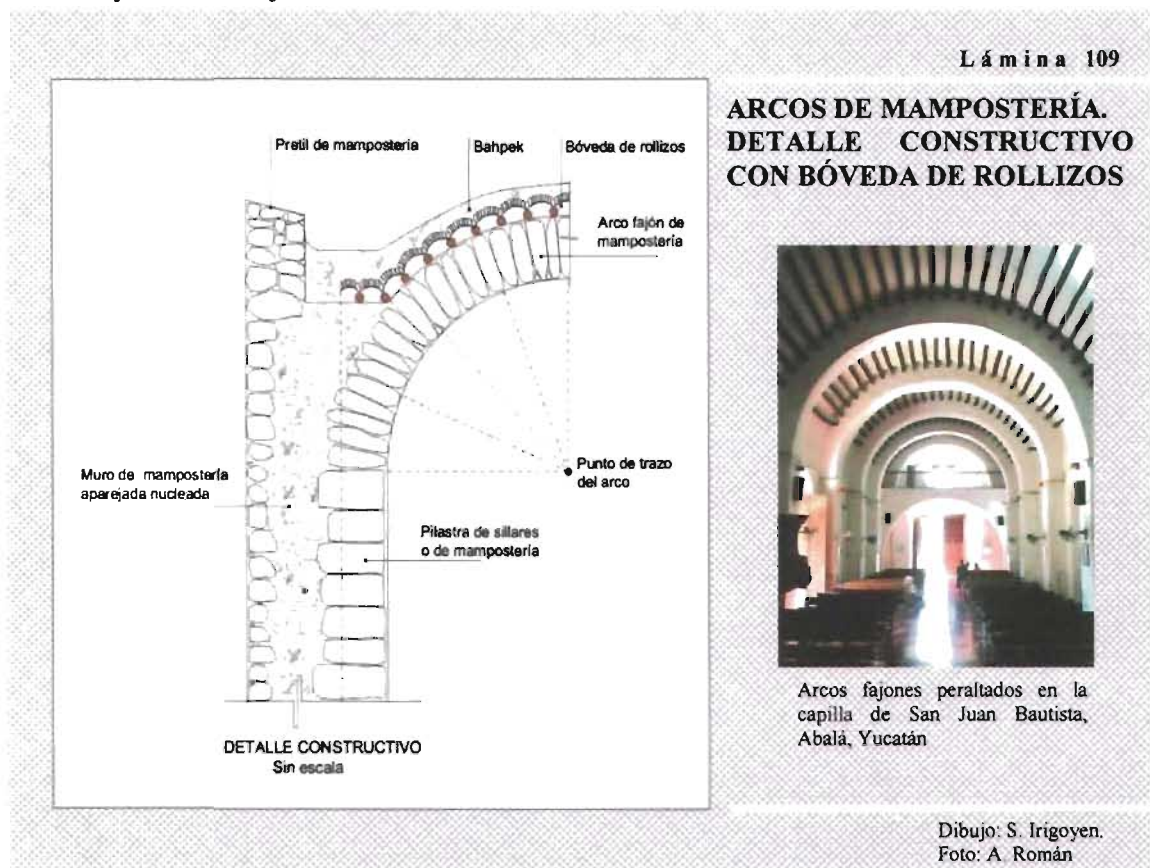 Lámina 109
ARCOS DE MAMPOSTERÍA.
DETALLE CONSTRUCTIVO
CON BÓVEDA DE ROLLIZOS
Pretil de mampostería
Bahpek
Bóveda de rollizos
Arco fajón de
mampostería
Muro de mampostería
aparejada nucleada
Punto de trazo
del arco
Pilastra de sillares
o de mampostería
DETALLE CONSTRUCTIVO
Sin escala
Arcos fajones peraltados en la
capilla de San Juan Bautista,
Abalá, Yucatán
Dibujo: S. Irigoyen.
Foto: A. Román